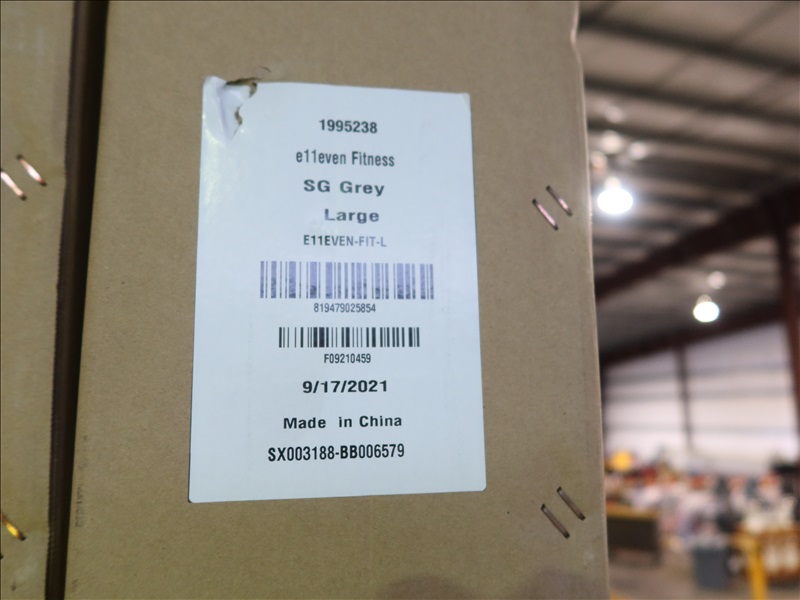 1995238
e11even Fitness
SG Grey
Large
E11EVEN-FIT-L
819479025854
F09210459
9/17/2021
Made in China
SX003188-BB006579